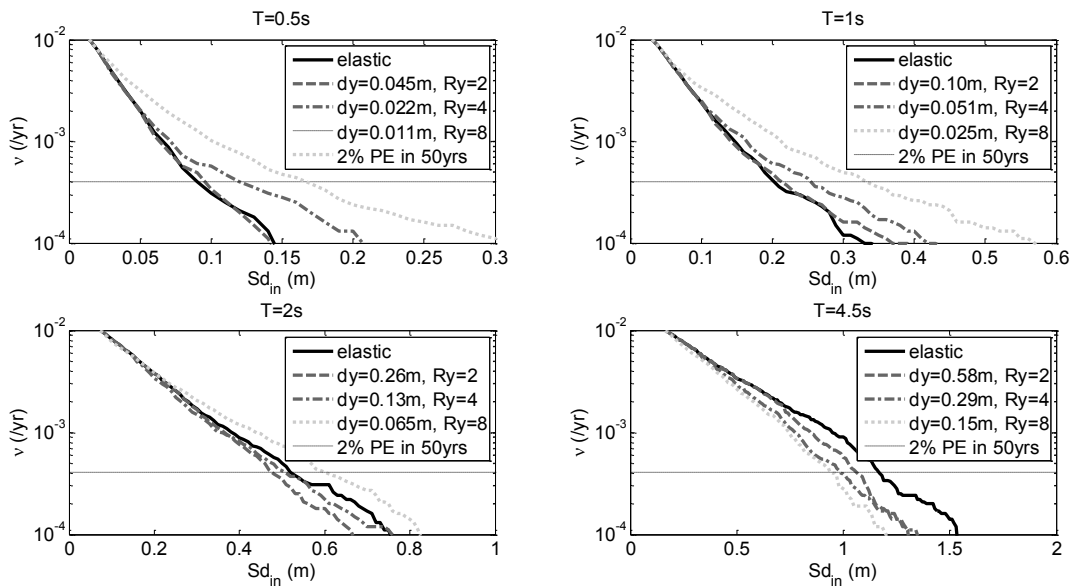 T=0.5s
10^-2
10^-3
10^-4
ν (/yr)
0 0.05 0.1 0.15 0.2 0.25 0.3
Sd_in (m)
elastic
dy=0.045m, Ry=2
dy=0.022m, Ry=4
dy=0.011m, Ry=8
2% PE in 50yrs
T=1s
10^-2
10^-3
10^-4
ν (/yr)
0 0.1 0.2 0.3 0.4 0.5 0.6
Sd_in (m)
elastic
dy=0.10m, Ry=2
dy=0.051m, Ry=4
dy=0.025m, Ry=8
2% PE in 50yrs
T=2s
10^-2
10^-3
10^-4
ν (/yr)
0 0.2 0.4 0.6 0.8 1
Sd_in (m)
elastic
dy=0.26m, Ry=2
dy=0.13m, Ry=4
dy=0.065m, Ry=8
2% PE in 50yrs
T=4.5s
10^-2
10^-3
10^-4
ν (/yr)
0 0.5 1 1.5 2
Sd_in (m)
elastic
dy=0.58m, Ry=2
dy=0.29m, Ry=4
dy=0.15m, Ry=8
2% PE in 50yrs